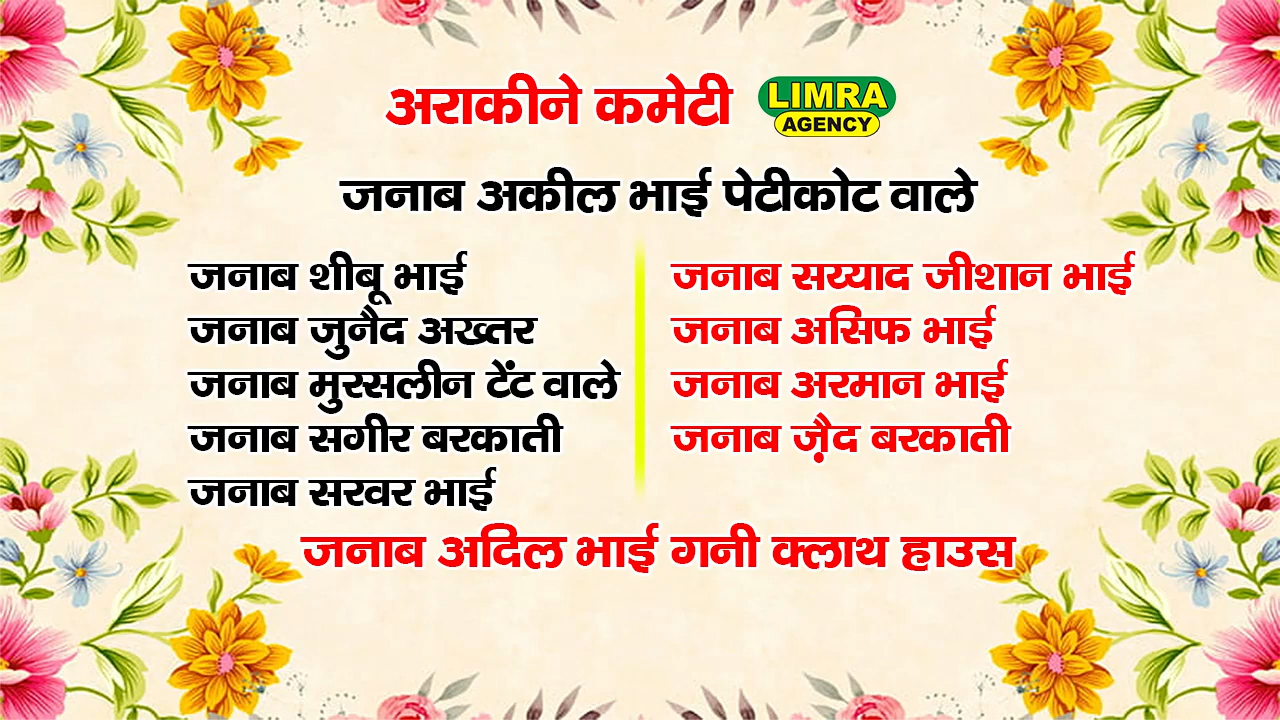 अराकीने कमेटी
LIMRA
AGENCY
जनाब अकील भाई पेटीकोट वाले
जनाब शीबू भाई
जनाब जुनैद अख्तर
जनाब मुरसलीन टेंट वाले
जनाब सगीर बरकाती
जनाब सरवर भाई
जनाब सय्याद जीशान भाई
जनाब असिफ भाई
जनाब अरमान भाई
जनाब ज़ैद बरकाती
जनाब अदिल भाई गनी क्लाथ हाउस